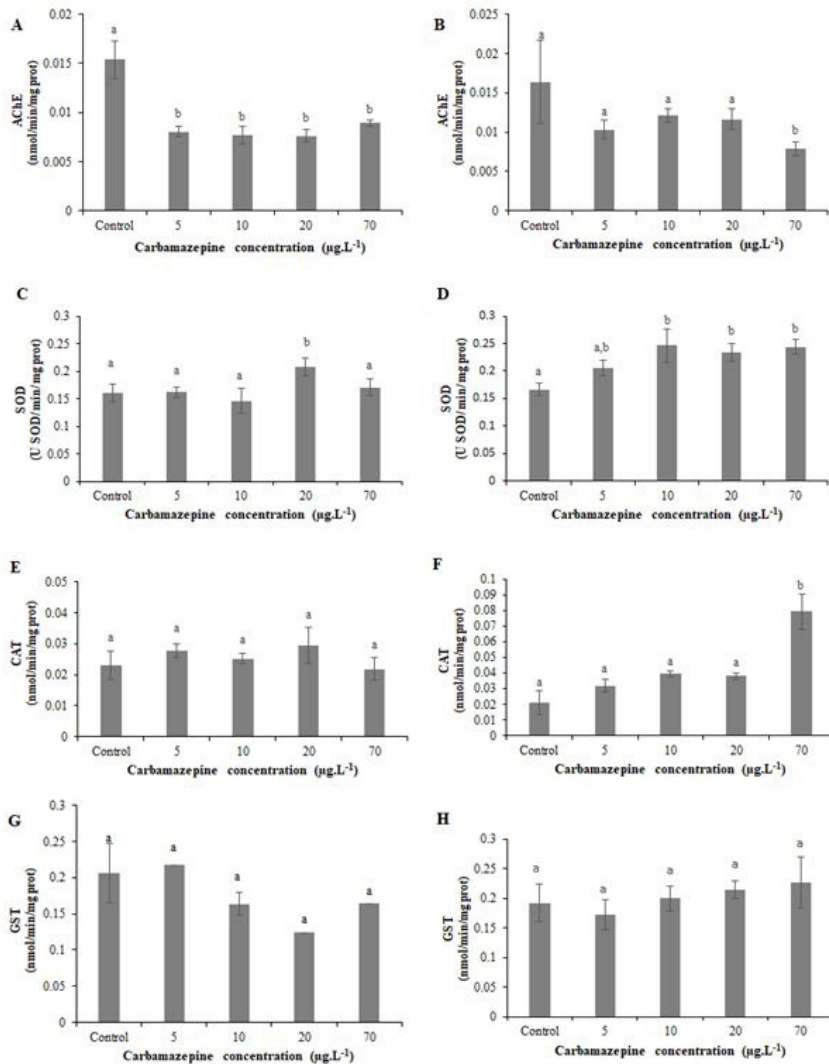 A
AChE
(nmol/min/mg prot)
0.02
0.015
0.01
0.005
0
a
b
b
b
b
Control
5
10
20
70
Carbamazepine concentration (µg.L-1)
B
AChE
(nmol/min/mg prot)
0.025
0.02
0.015
0.01
0.005
0
a
a
a
a
b
Control
5
10
20
70
Carbamazepine concentration (µg.L-1)
C
SOD
(U SOD/min/mg prot)
0.3
0.25
0.2
0.15
0.1
0.05
0
a
a
a
b
a
Control
5
10
20
70
Carbamazepine concentration (µg.L-1)
D
SOD
(U SOD/min/mg prot)
0.3
0.25
0.2
0.15
0.1
0.05
0
a
a,b
b
b
b
Control
5
10
20
70
Carbamazepine concentration (µg.L-1)
E
CAT
(nmol/min/mg prot)
0.05
0.04
0.03
0.02
0.01
0
a
a
a
a
a
Control
5
10
20
70
Carbamazepine concentration (µg.L-1)
F
CAT
(nmol/min/mg prot)
0.1
0.09
0.08
0.07
0.06
0.05
0.04
0.03
0.02
0.01
0
a
a
a
a
b
Control
5
10
20
70
Carbamazepine concentration (µg.L-1)
G
GST
(nmol/min/mg prot)
0.3
0.25
0.2
0.15
0.1
0.05
0
a
a
a
a
a
Control
5
10
20
70
Carbamazepine concentration (µg.L-1)
H
GST
(nmol/min/mg prot)
0.3
0.25
0.2
0.15
0.1
0.05
0
a
a
a
a
a
Control
5
10
20
70
Carbamazepine concentration (µg.L-1)